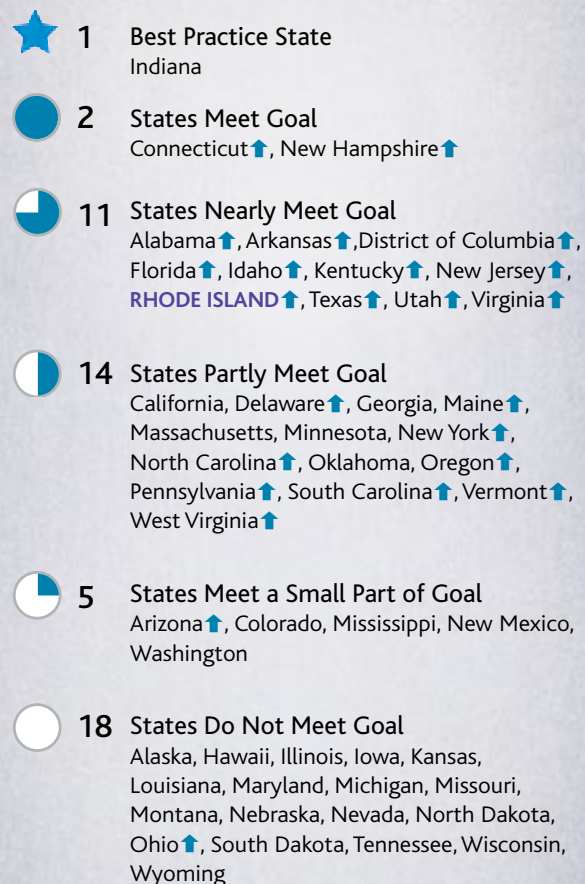 1 Best Practice State
Indiana
2 States Meet Goal
Connecticut⬆, New Hampshire⬆
11 States Nearly Meet Goal
Alabama⬆, Arkansas⬆,District of Columbia⬆,
Florida⬆, Idaho⬆, Kentucky⬆, New Jersey⬆,
RHODE ISLAND⬆, Texas⬆, Utah⬆, Virginia⬆
14 States Partly Meet Goal
California, Delaware⬆, Georgia, Maine⬆,
Massachusetts, Minnesota, New York⬆,
North Carolina⬆, Oklahoma, Oregon⬆,
Pennsylvania⬆, South Carolina⬆, Vermont⬆,
West Virginia⬆
5 States Meet a Small Part of Goal
Arizona⬆, Colorado, Mississippi, New Mexico,
Washington
18 States Do Not Meet Goal
Alaska, Hawaii, Illinois, Iowa, Kansas,
Louisiana, Maryland, Michigan, Missouri,
Montana, Nebraska, Nevada, North Dakota,
Ohio⬆, South Dakota, Tennessee, Wisconsin,
Wyoming